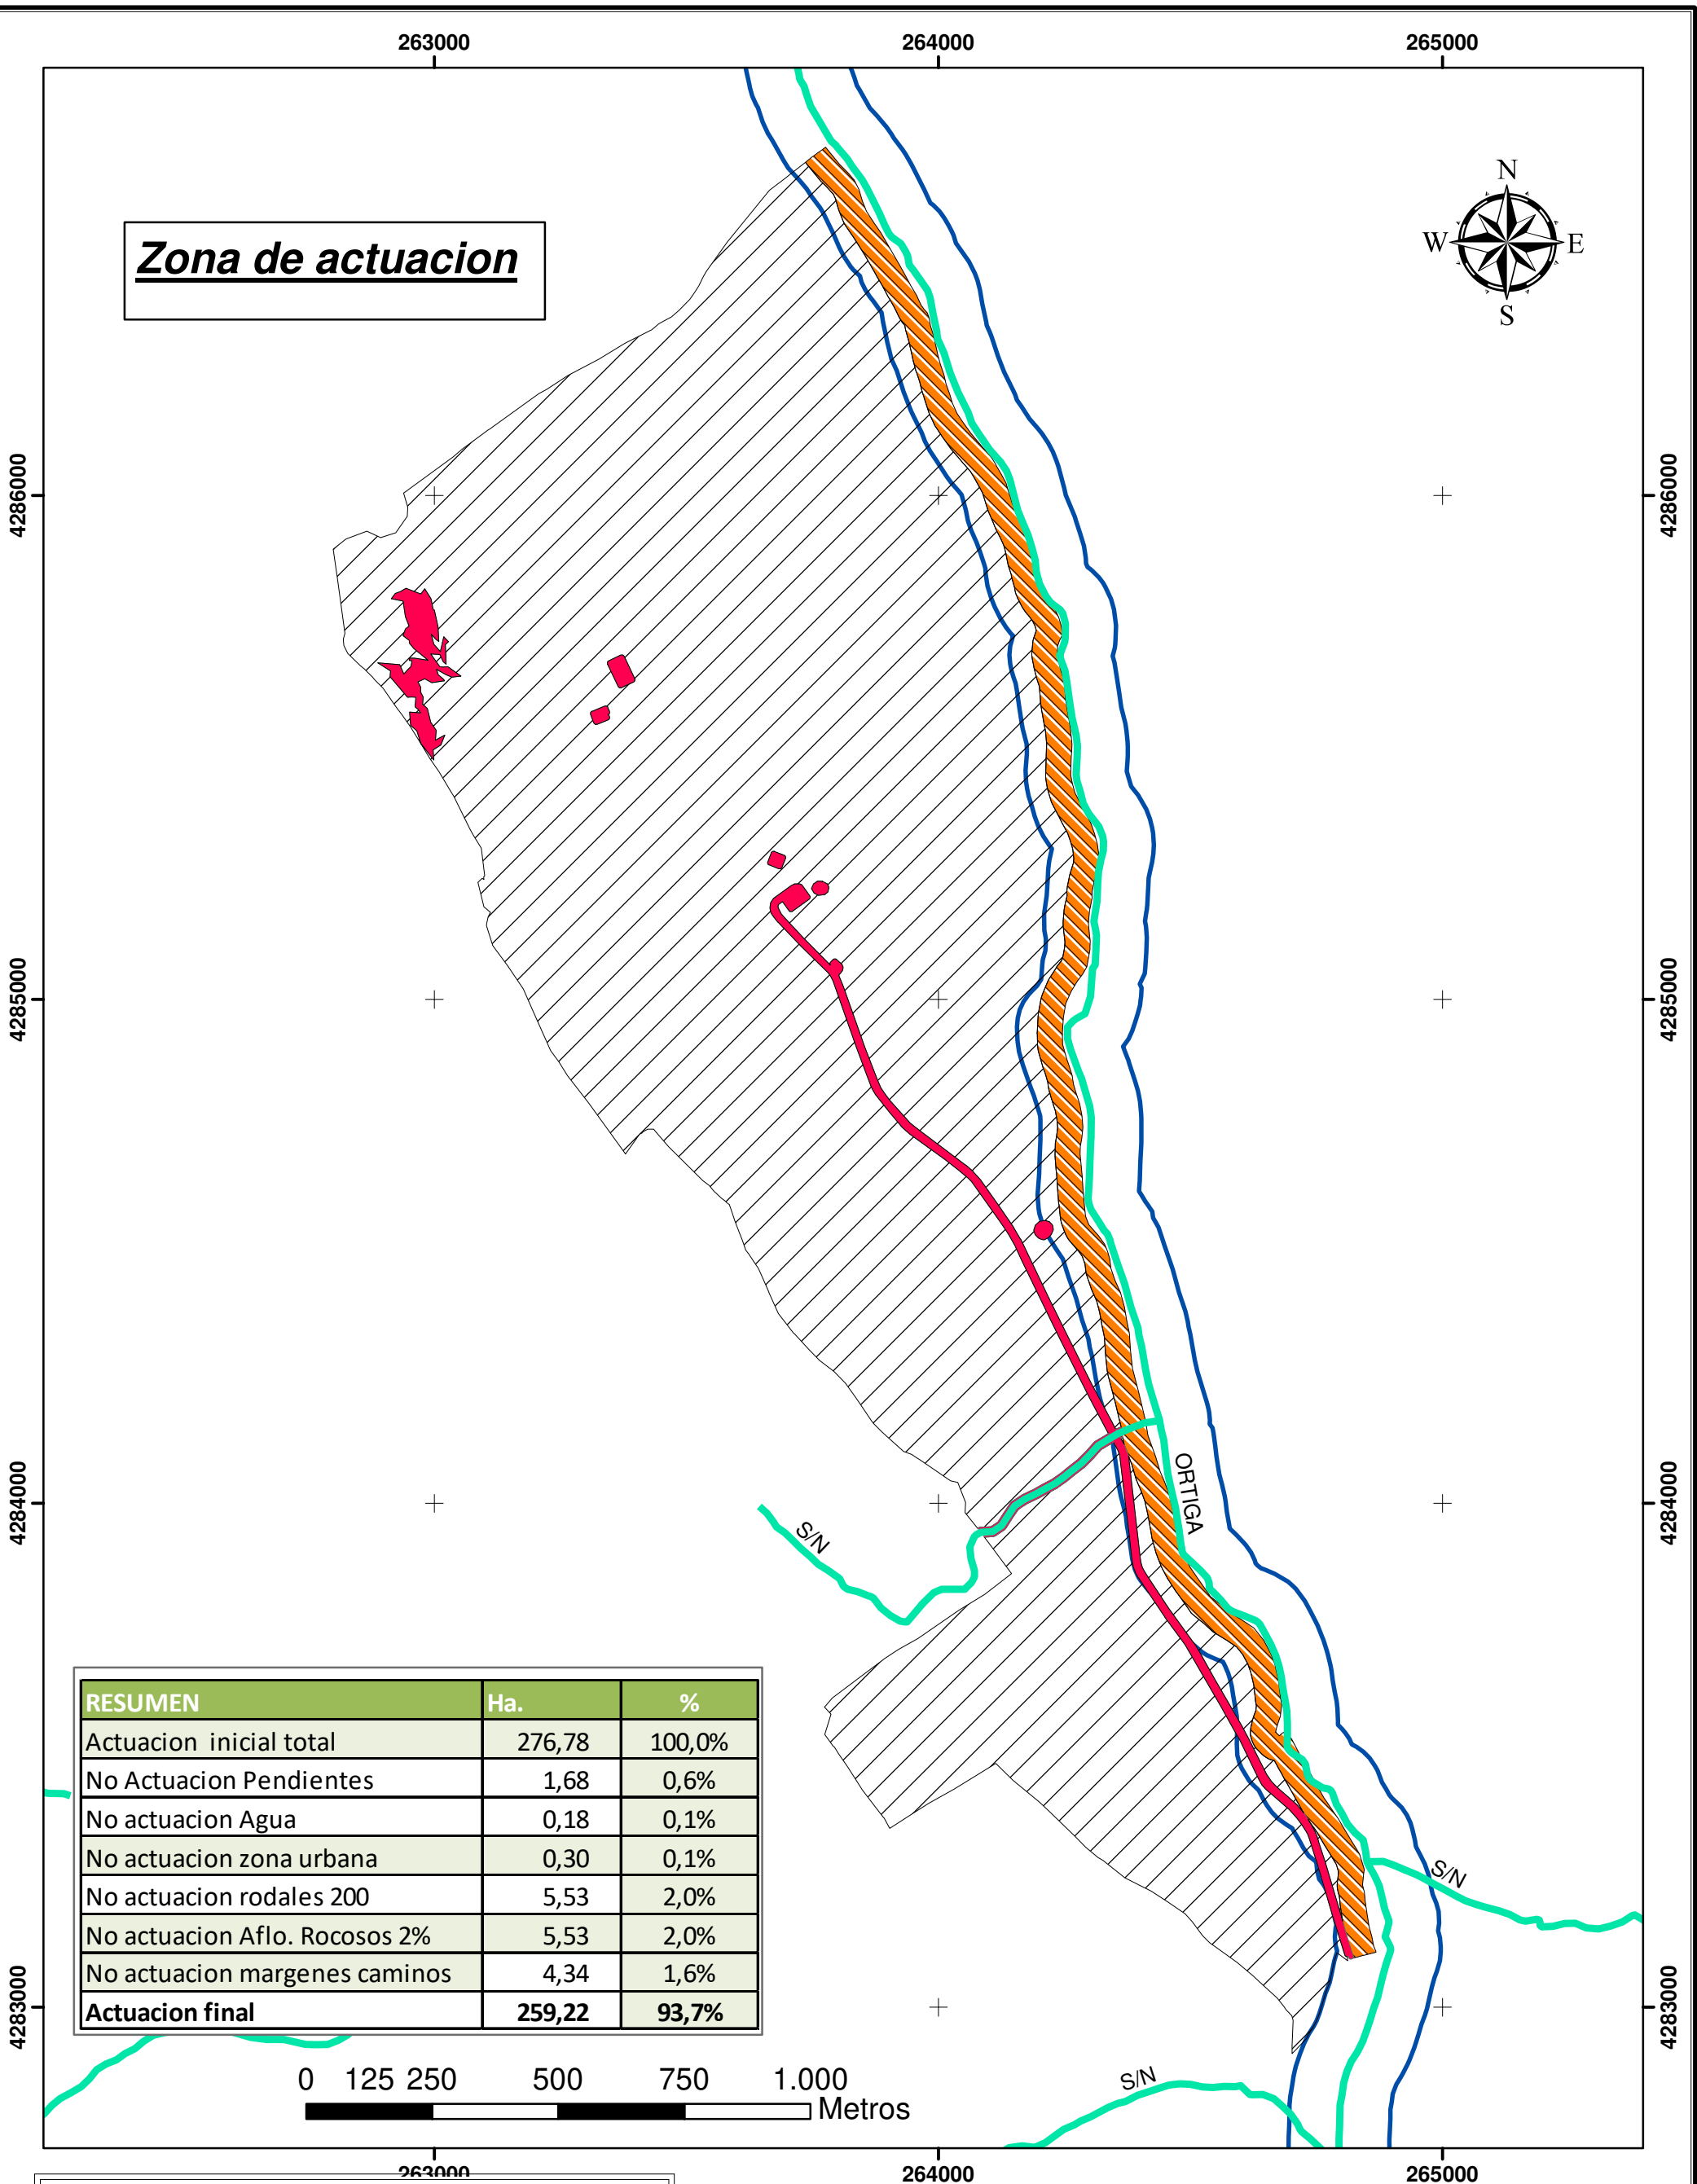 263000 264000 265000
N
W E
S
Zona de actuacion
4286000 4286000
4285000 4285000
4284000 4284000
ORTIGA
S/N
RESUMEN Ha. %
Actuacion inicial total 276,78 100,0%
No Actuacion Pendientes 1,68 0,6%
No actuacion Agua 0,18 0,1%
No actuacion zona urbana 0,30 0,1%
No actuacion rodales 200 5,53 2,0%
No actuacion Aflo. Rocosos 2% 5,53 2,0%
No actuacion margenes caminos 4,34 1,6%
Actuacion final 259,22 93,7%
S/N
4283000 4283000
S/N
0 125 250 500 750 1.000
Metros
263000 264000 265000